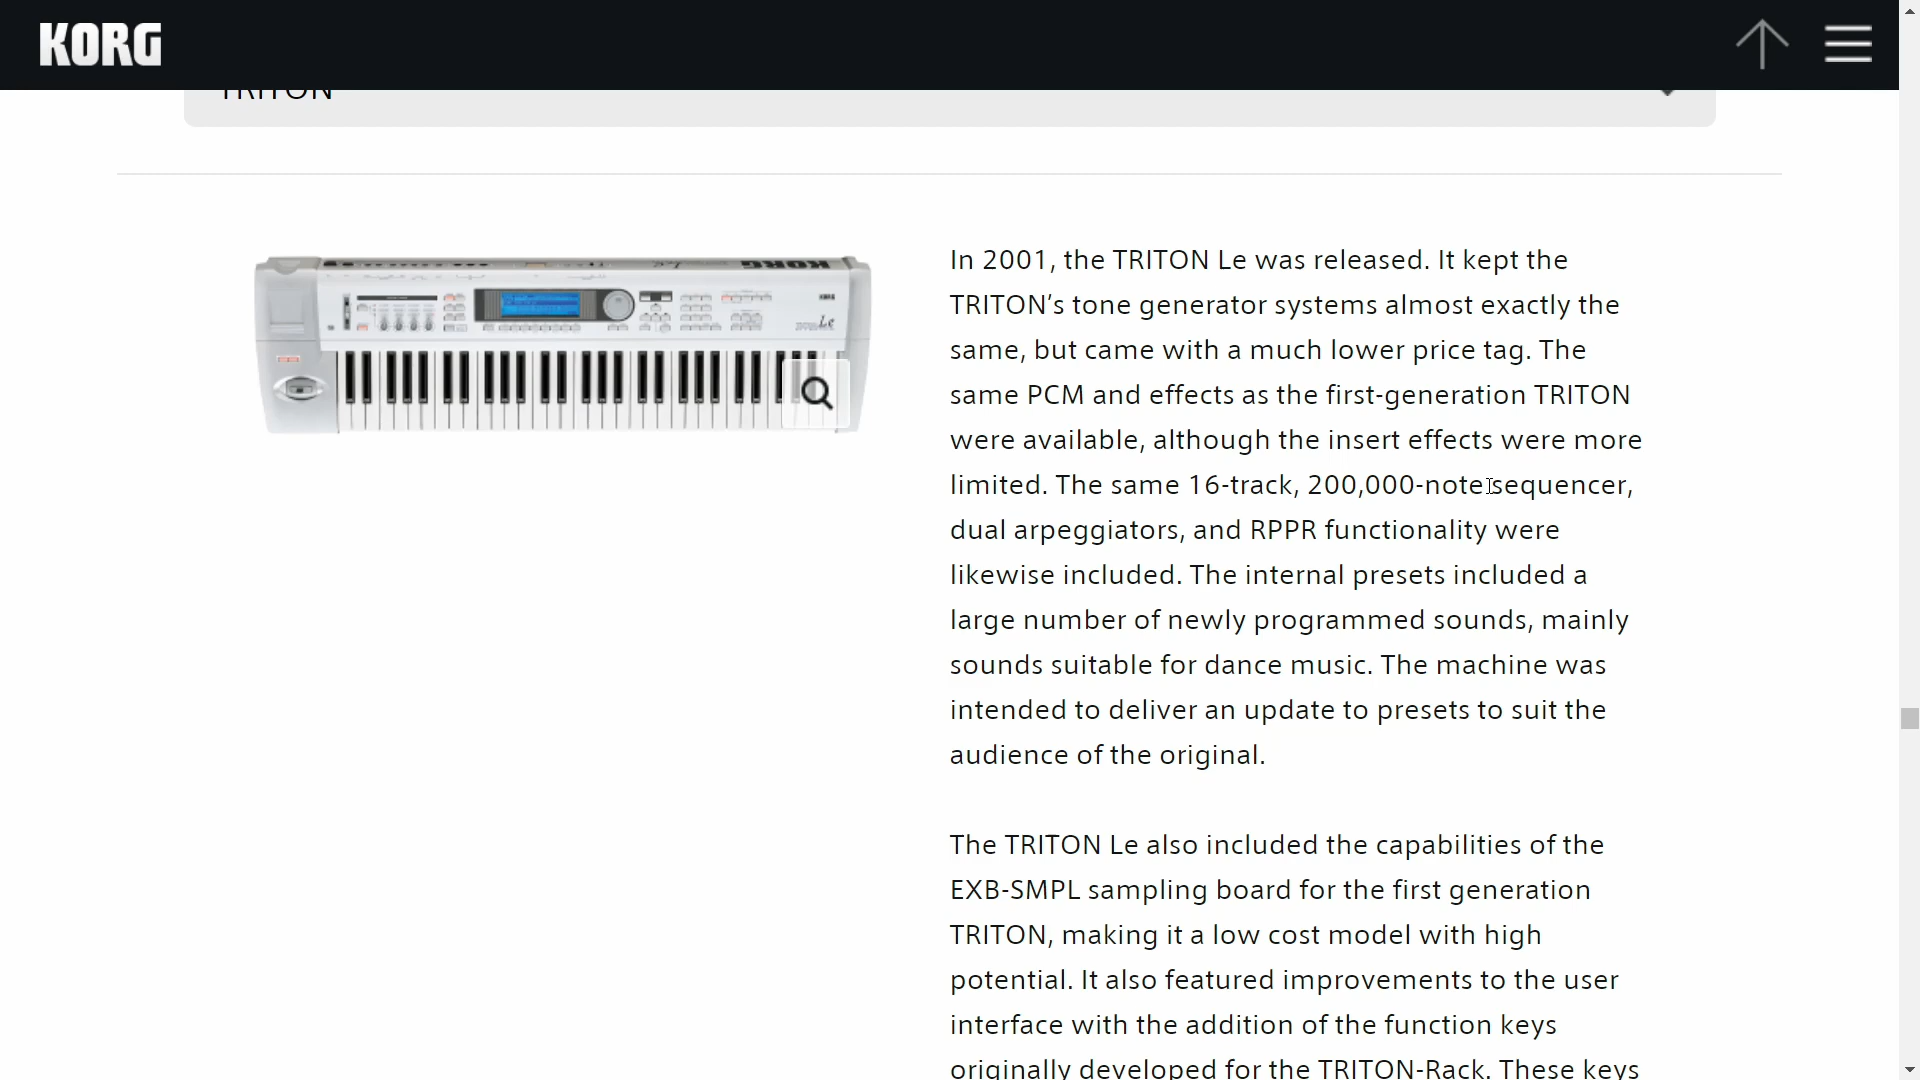 KORG
TRITON
KORG
Le
In 2001, the TRITON Le was released. It kept the
TRITON’s tone generator systems almost exactly the
same, but came with a much lower price tag. The
same PCM and effects as the first-generation TRITON
were available, although the insert effects were more
limited. The same 16-track, 200,000-note sequencer,
dual arpeggiators, and RPPR functionality were
likewise included. The internal presets included a
large number of newly programmed sounds, mainly
sounds suitable for dance music. The machine was
intended to deliver an update to presets to suit the
audience of the original.
The TRITON Le also included the capabilities of the
EXB-SMPL sampling board for the first generation
TRITON, making it a low cost model with high
potential. It also featured improvements to the user
interface with the addition of the function keys
originally developed for the TRITON-Rack. These keys